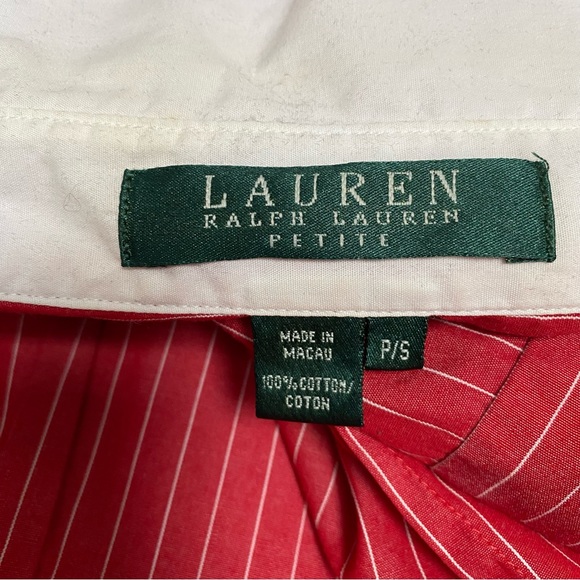 LAUREN
RALPH LAUREN
PETITE
MADE IN
MACAU
100% COTTON/
COTON
P/S